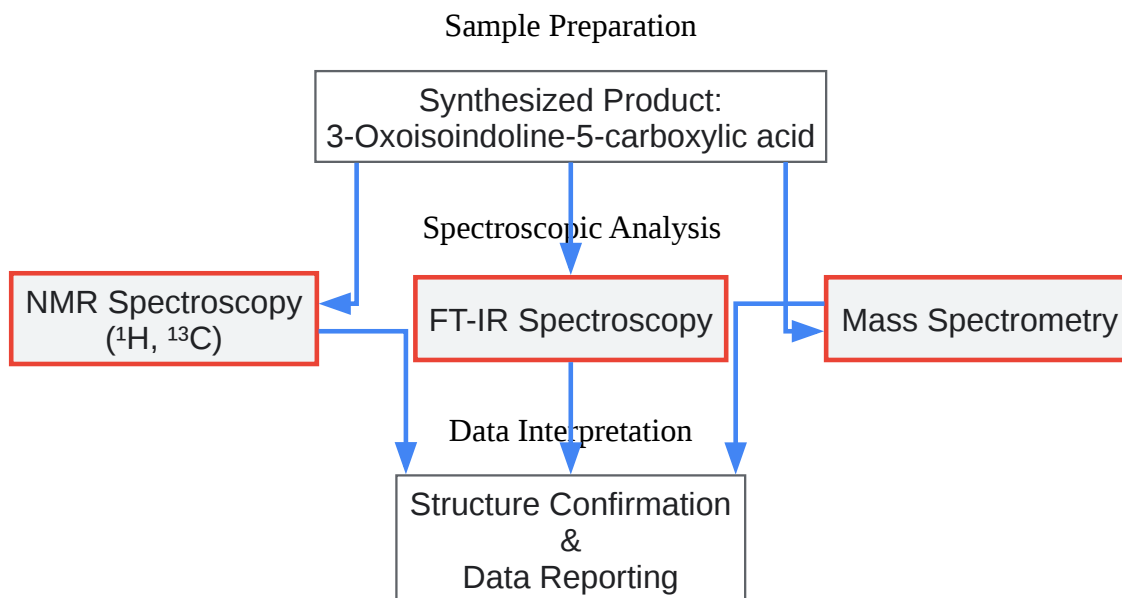 Sample Preparation
Synthesized Product:
3-Oxoisoindoline-5-carboxylic acid
Spectroscopic Analysis
NMR Spectroscopy
(¹H, ¹³C)
FT-IR Spectroscopy
Mass Spectrometry
Data Interpretation
Structure Confirmation
&
Data Reporting